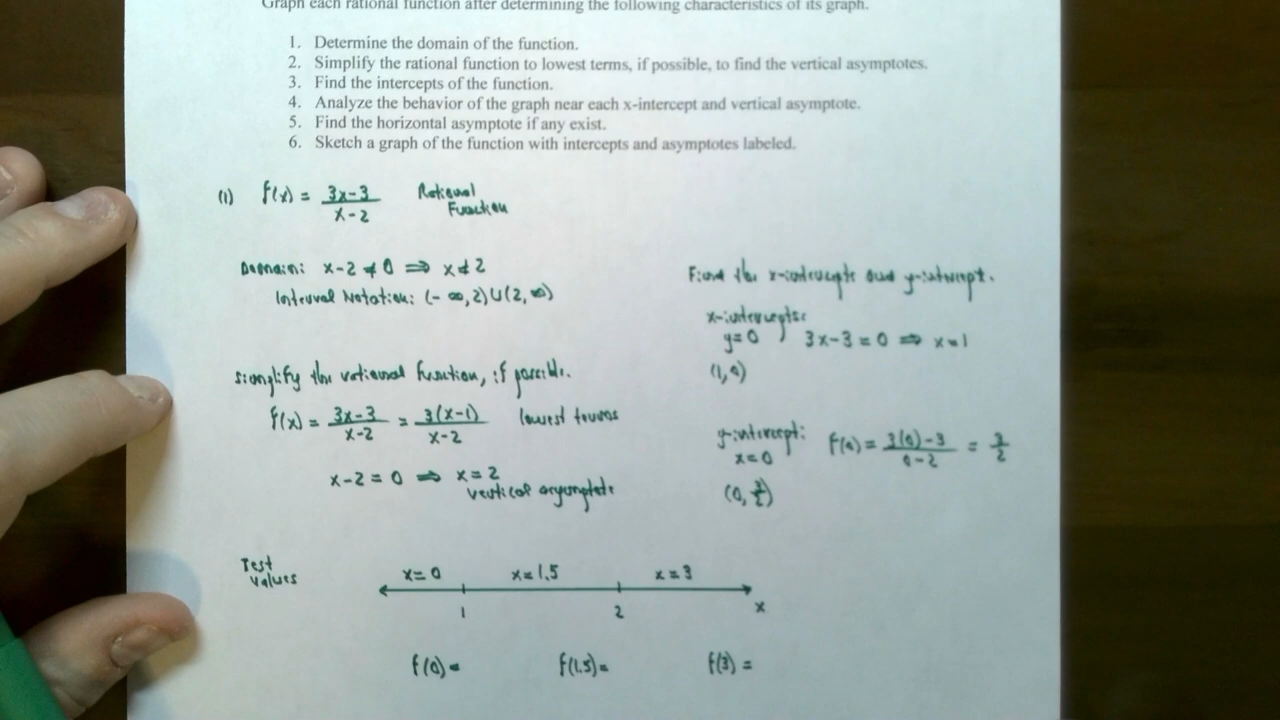 Graph each rational function after determining the following characteristics of its graph.
1. Determine the domain of the function.
2. Simplify the rational function to lowest terms, if possible, to find the vertical asymptotes.
3. Find the intercepts of the function.
4. Analyze the behavior of the graph near each x-intercept and vertical asymptote.
5. Find the horizontal asymptote if any exist.
6. Sketch a graph of the function with intercepts and asymptotes labeled.
(1) f(x) = (3x-3)/(x-2) Rational
Function
Domain: x-2 ≠ 0 ⇒ x ≠ 2
Interval Notation: (-∞,2)∪(2,∞)
Simplify the rational function, if possible.
f(x) = (3x-3)/(x-2) = 3(x-1)/(x-2) lowest terms
x-2 = 0 ⇒ x = 2
vertical asymptote
Find the x-intercepts and y-intercept.
x-intercepts:
y=0, 3x-3 = 0 ⇒ x=1
(1,0)
y-intercept: f(0) = (3(0)-3)/(0-2) = 3/2
x=0
(0, 3/2)
Test
Values
x=0 x=1.5 x=3
1 2 x
f(0)= f(1.5)= f(3)=